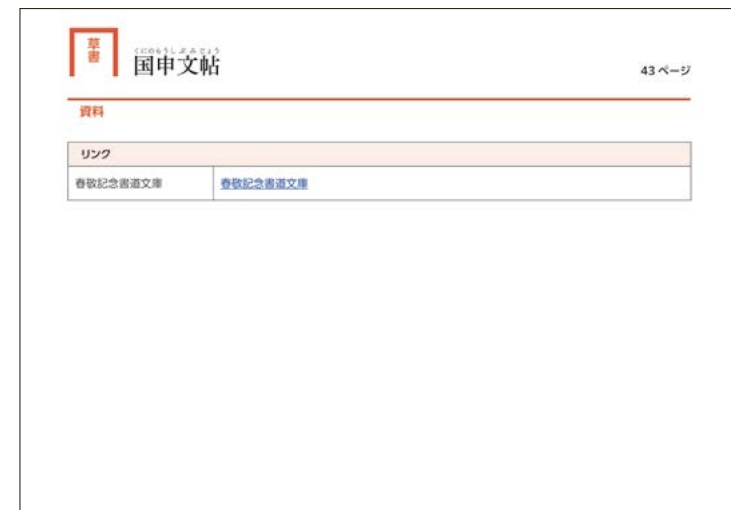 草書
くにのもうしぶみじょう
国申文帖
43 ページ
資料
リンク
春敬記念書道文庫 春敬記念書道文庫